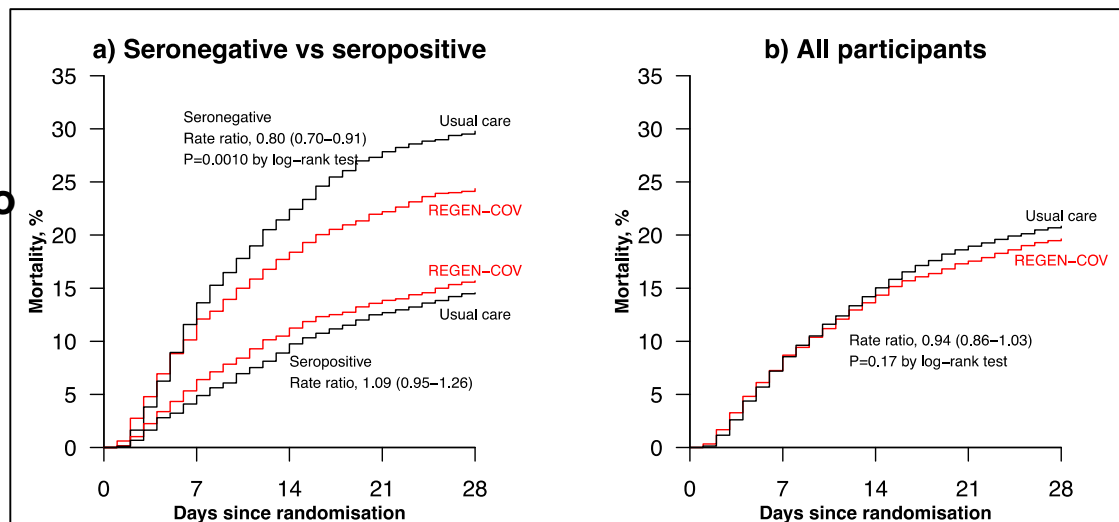 a) Seronegative vs seropositive
Mortality, %
35
30
25
20
15
10
5
0
Seronegative
Rate ratio, 0.80 (0.70−0.91)
P=0.0010 by log−rank test
Usual care
REGEN−COV
REGEN−COV
Usual care
Seropositive
Rate ratio, 1.09 (0.95−1.26)
0 7 14 21 28
Days since randomisation
b) All participants
Mortality, %
35
30
25
20
15
10
5
0
Usual care
REGEN−COV
Rate ratio, 0.94 (0.86−1.03)
P=0.17 by log−rank test
0 7 14 21 28
Days since randomisation